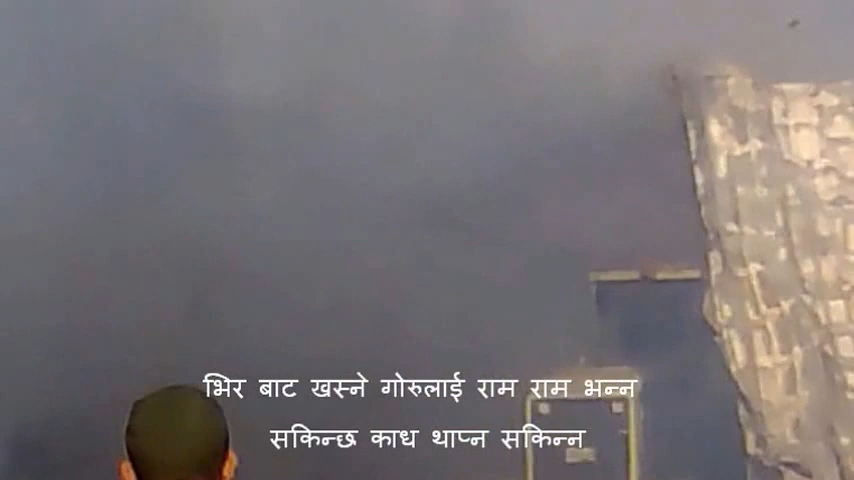 भिर बाट खस्ने गोरुलाई राम राम भन्न
सकिन्छ काध थाप्न सकिन्न